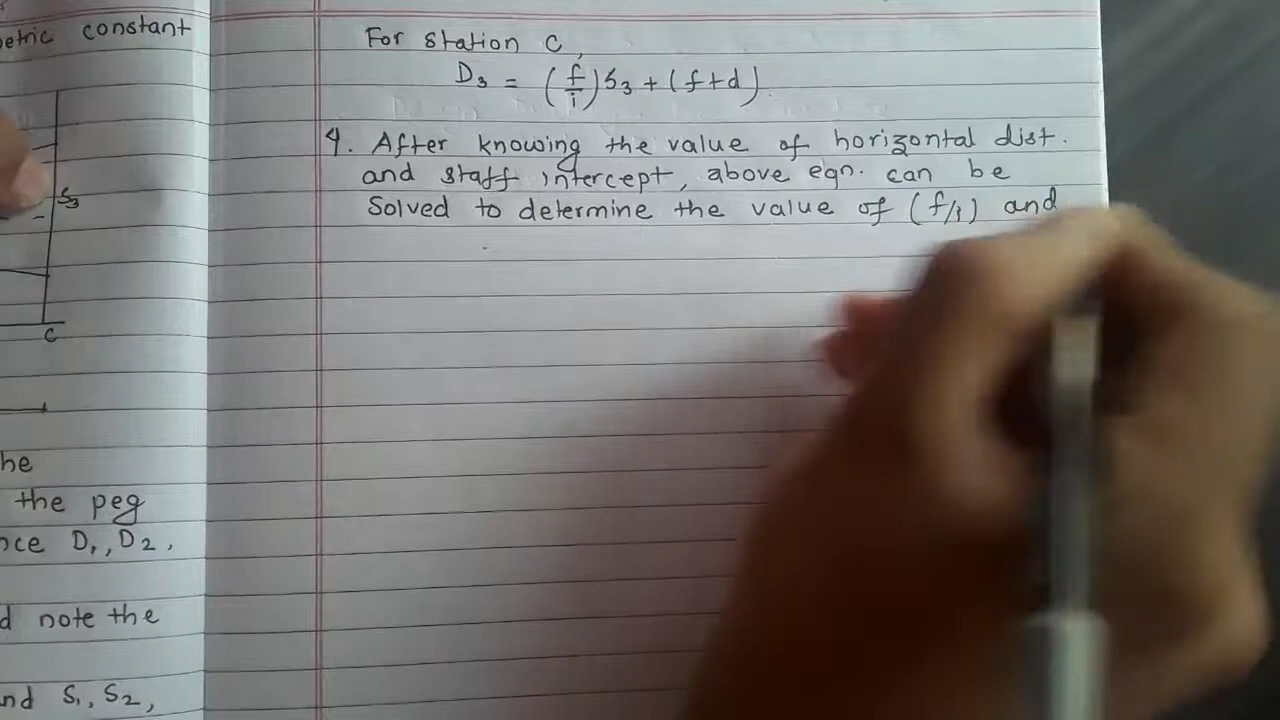 etric constant
S3
C
he
the peg
nce D1, D2,
d note the
nd S1, S2,
For station C,
D3 = (f/i) S3 + (f+d).
4. After knowing the value of horizontal dist.
and staff intercept, above eqn. can be
Solved to determine the value of (f/i) and